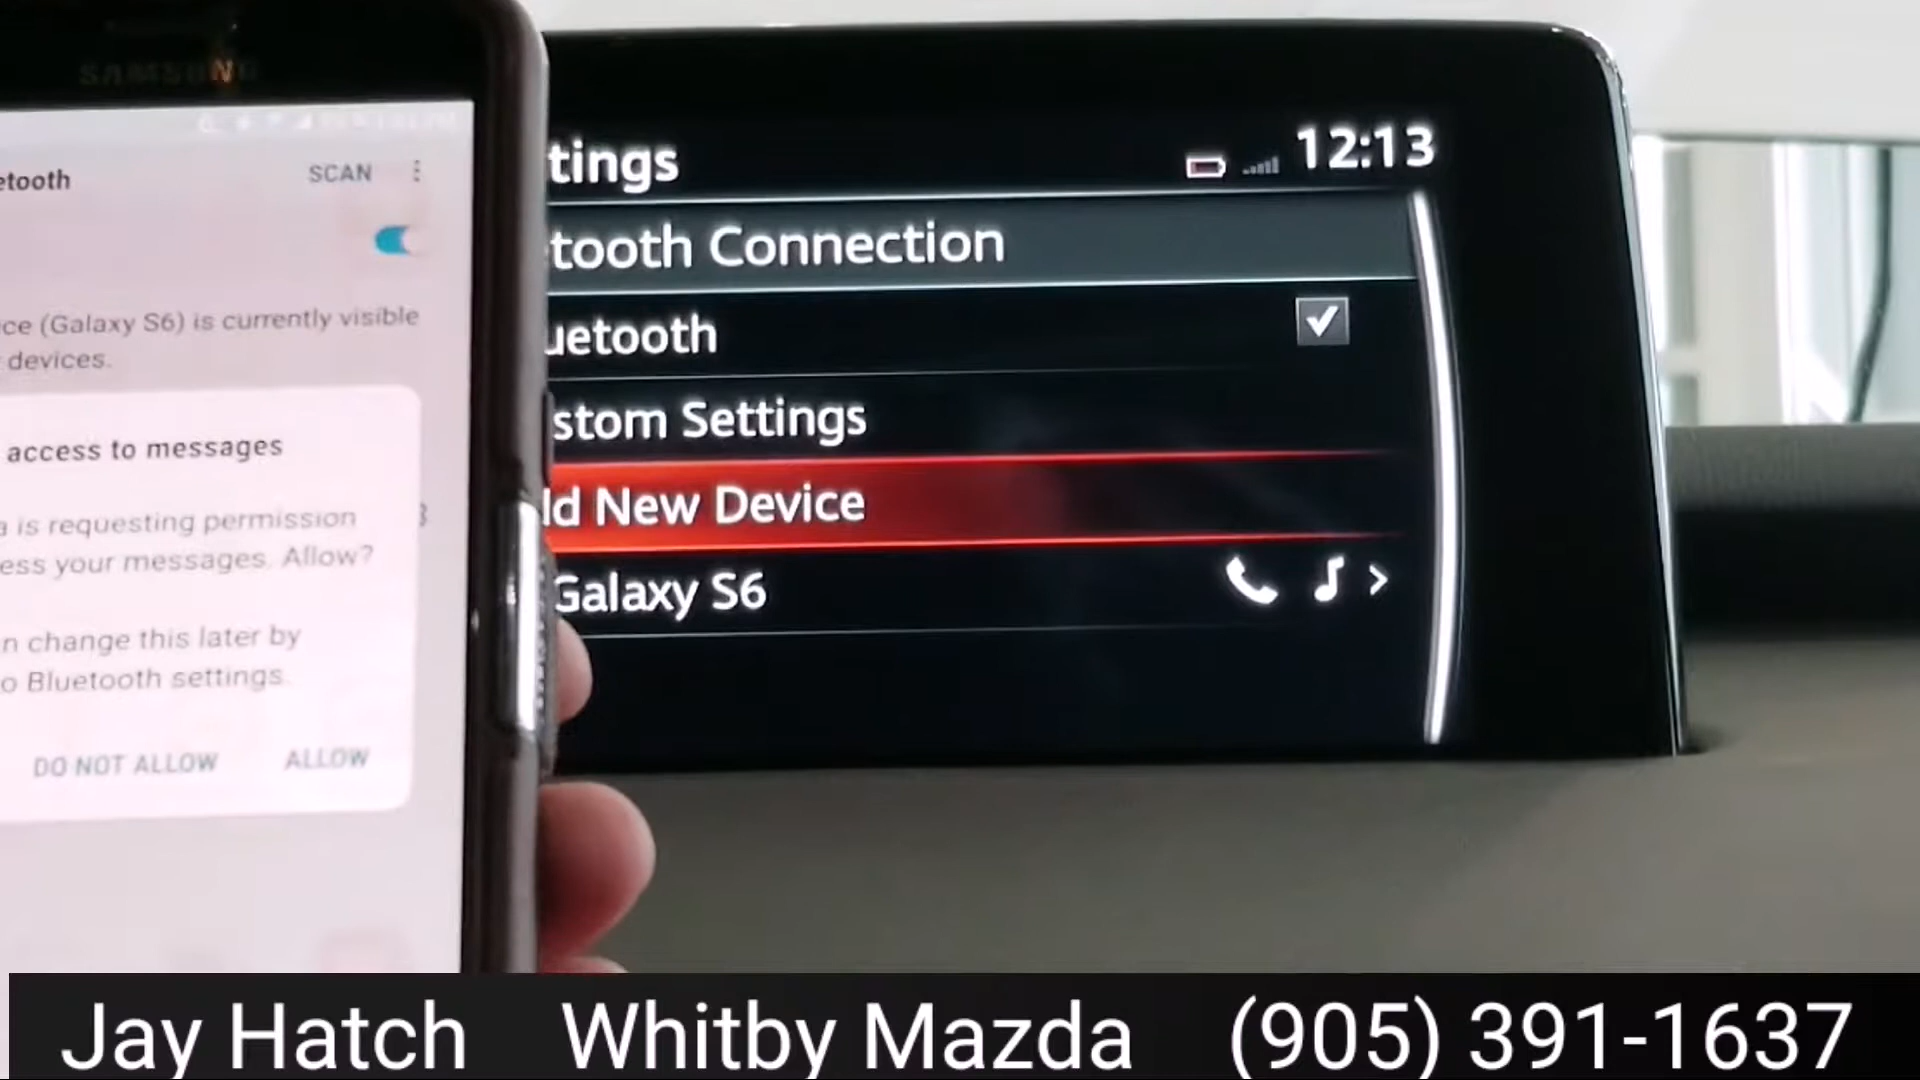 SAMSUNG
etooth SCAN
ce (Galaxy S6) is currently visible
devices.
access to messages
a is requesting permission
ess your messages. Allow?
n change this later by
o Bluetooth settings.
DO NOT ALLOW ALLOW
tings 12:13
tooth Connection
uetooth
stom Settings
ld New Device
Galaxy S6
Jay Hatch Whitby Mazda (905) 391-1637